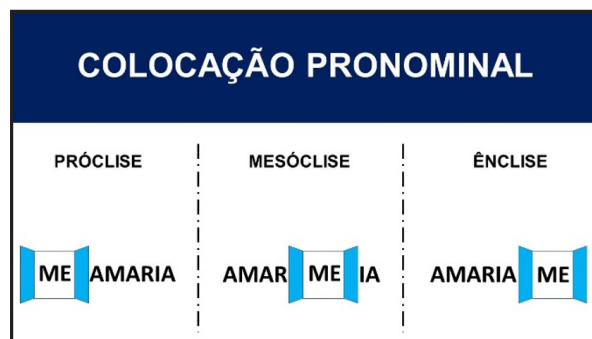 COLOCAÇÃO PRONOMINAL
PRÓCLISE MESÓCLISE ÊNCLISE
ME AMARIA AMAR ME IA AMARIA ME